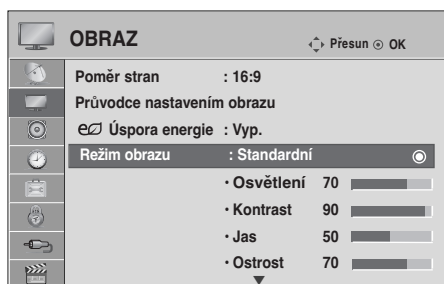 OBRAZ
Přesun OK
Poměr stran : 16:9
Průvodce nastavením obrazu
Úspora energie : Vyp.
Režim obrazu : Standardní
• Osvětlení 70
• Kontrast 90
• Jas 50
• Ostrost 70